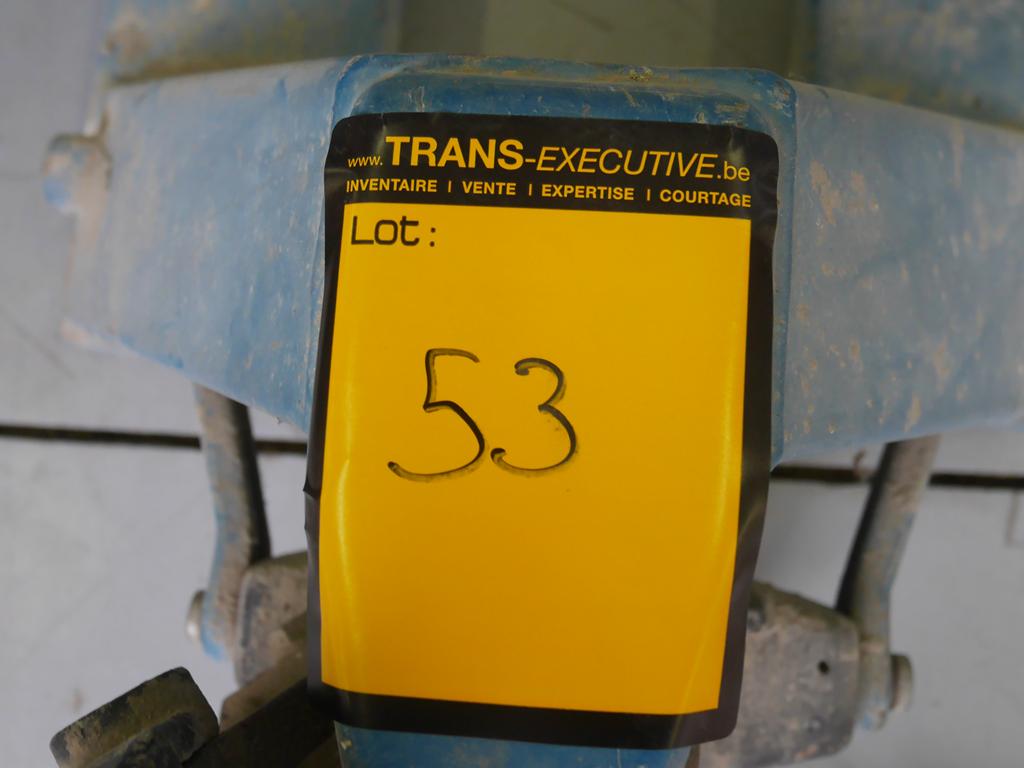 www.TRANS-EXECUTIVE.be
INVENTAIRE | VENTE | EXPERTISE | COURTAGE
Lot:
53